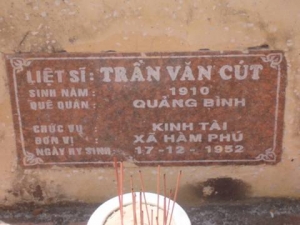 LIỆT SĨ : TRẦN VĂN CÚT
SINH NĂM : 1910
QUÊ QUÁN : QUẢNG BÌNH
CHỨC VỤ : KINH TÀI
ĐƠN VỊ : XÃ HÀM PHÚ
NGÀY HY SINH : 17-12-1952